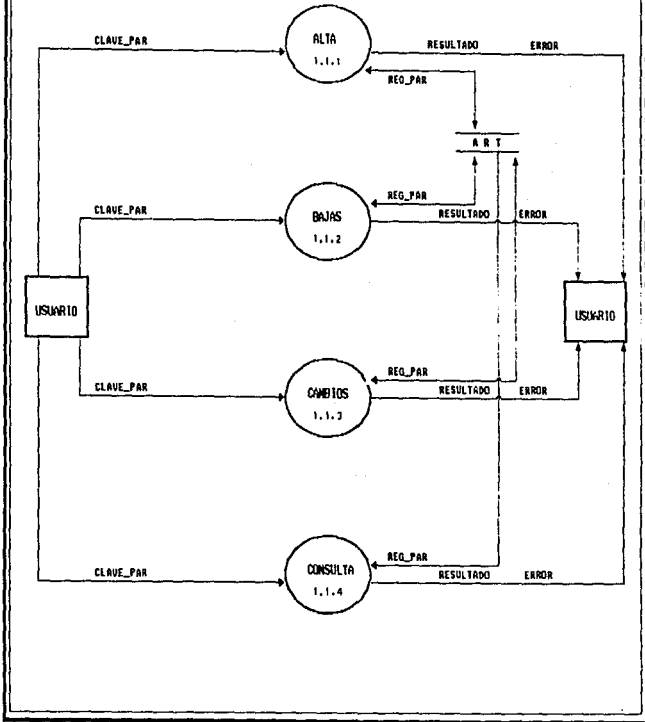 ALTA
1.1.1
CLAVE_PAR
RESULTADO ERROR
REG_PAR
A R T
BAJAS
1.1.2
CLAVE_PAR
REG_PAR
RESULTADO ERROR
USUARIO
USUARIO
CAMBIOS
1.1.3
CLAVE_PAR
REG_PAR
RESULTADO ERROR
CONSULTA
1.1.4
CLAVE_PAR
REG_PAR
RESULTADO ERROR